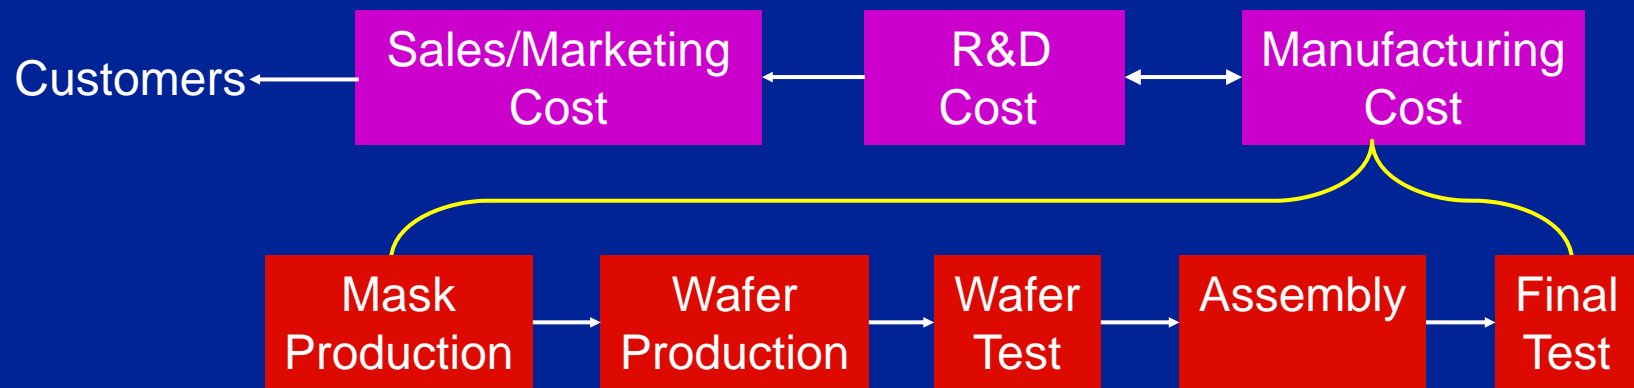 Customers
Sales/Marketing
Cost
R&D
Cost
Manufacturing
Cost
Mask
Production
Wafer
Production
Wafer
Test
Assembly
Final
Test